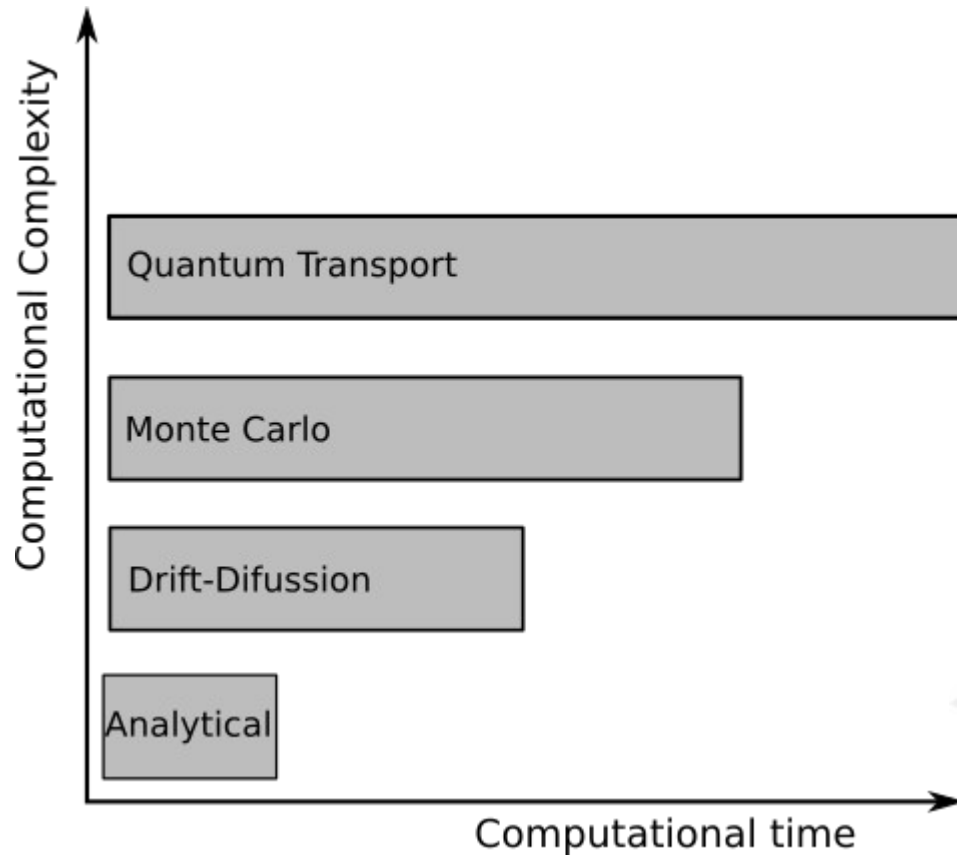 Computational Complexity
Quantum Transport
Monte Carlo
Drift-Difussion
Analytical
Computational time